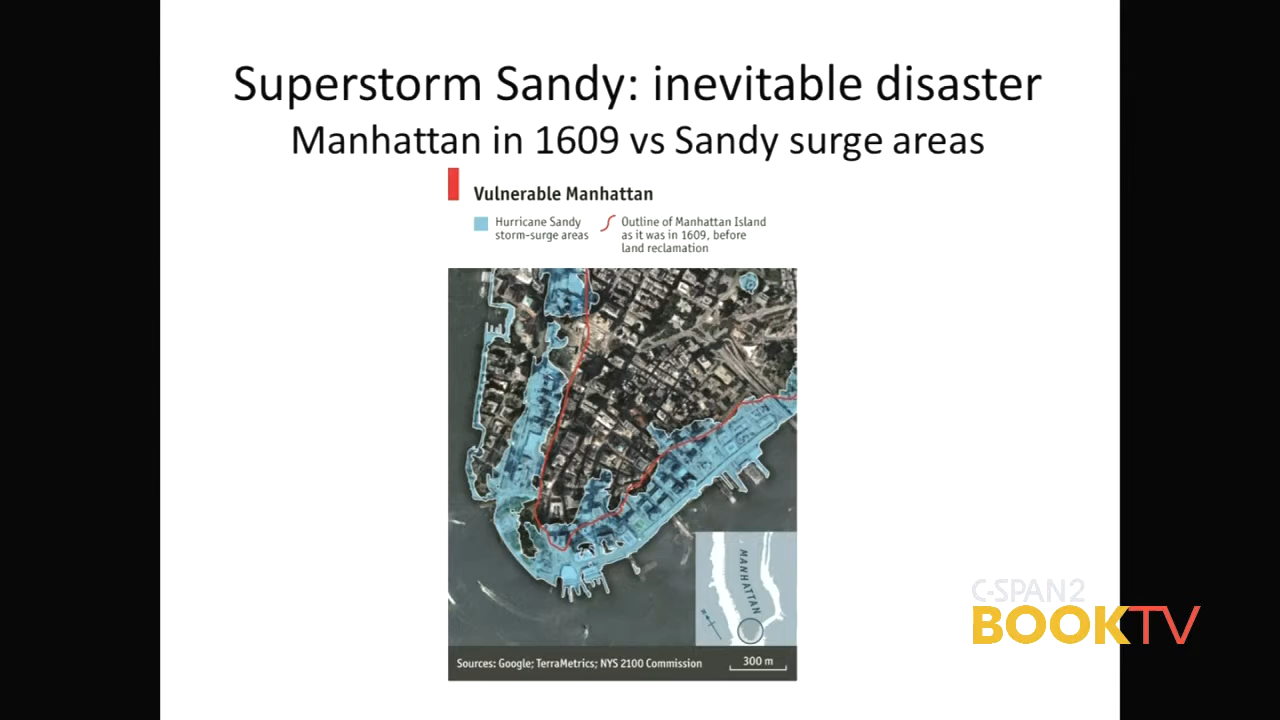 Superstorm Sandy: inevitable disaster
Manhattan in 1609 vs Sandy surge areas
Vulnerable Manhattan
Hurricane Sandy
storm-surge areas
Outline of Manhattan Island
as it was in 1609, before
land reclamation
MANHATTAN
Sources: Google; TerraMetrics; NYS 2100 Commission
300 m
C-SPAN2
BOOKTV